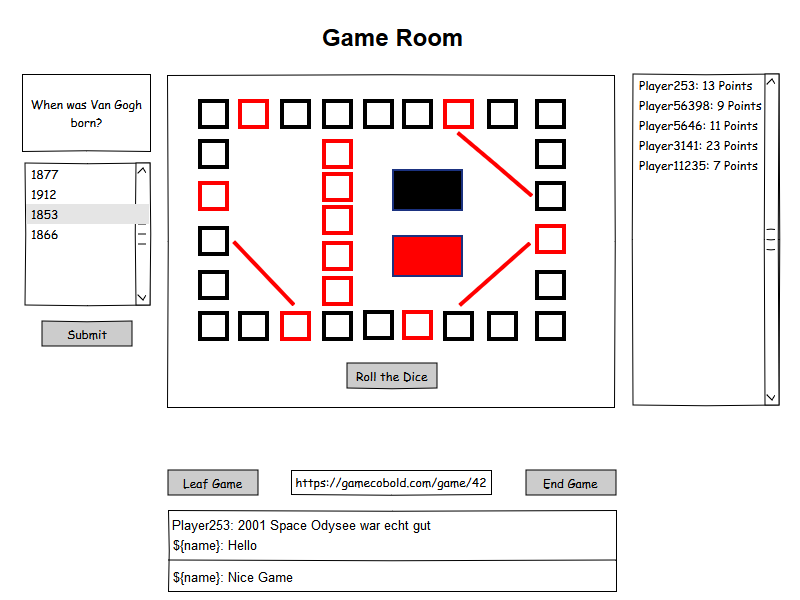 Game Room
When was Van Gogh
born?
1877
1912
1853
1866
Submit
Roll the Dice
Player253: 13 Points
Player56398: 9 Points
Player5646: 11 Points
Player3141: 23 Points
Player11235: 7 Points
Leaf Game
https://gamecobold.com/game/42
End Game
Player253: 2001 Space Odysee war echt gut
${name}: Hello
${name}: Nice Game